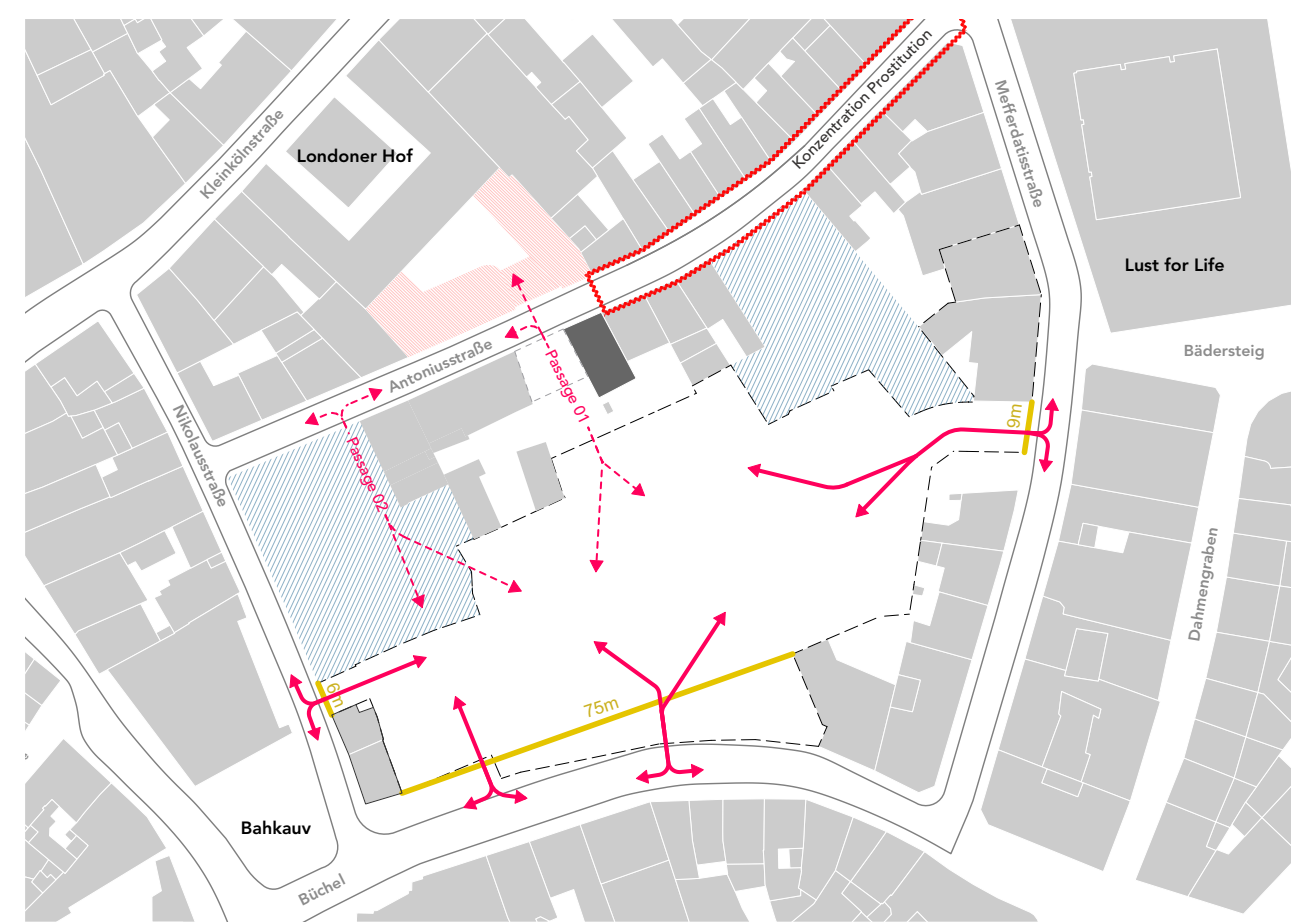 Konzentration Prostitution
Kleinkölnstraße
Londoner Hof
Mefferdatisstraße
Lust for Life
Bädersteig
Antoniusstraße
Passage 01
Nikolausstraße
Passage 02
9m
Dahmengraben
6m
75m
Bahkauv
Büchel